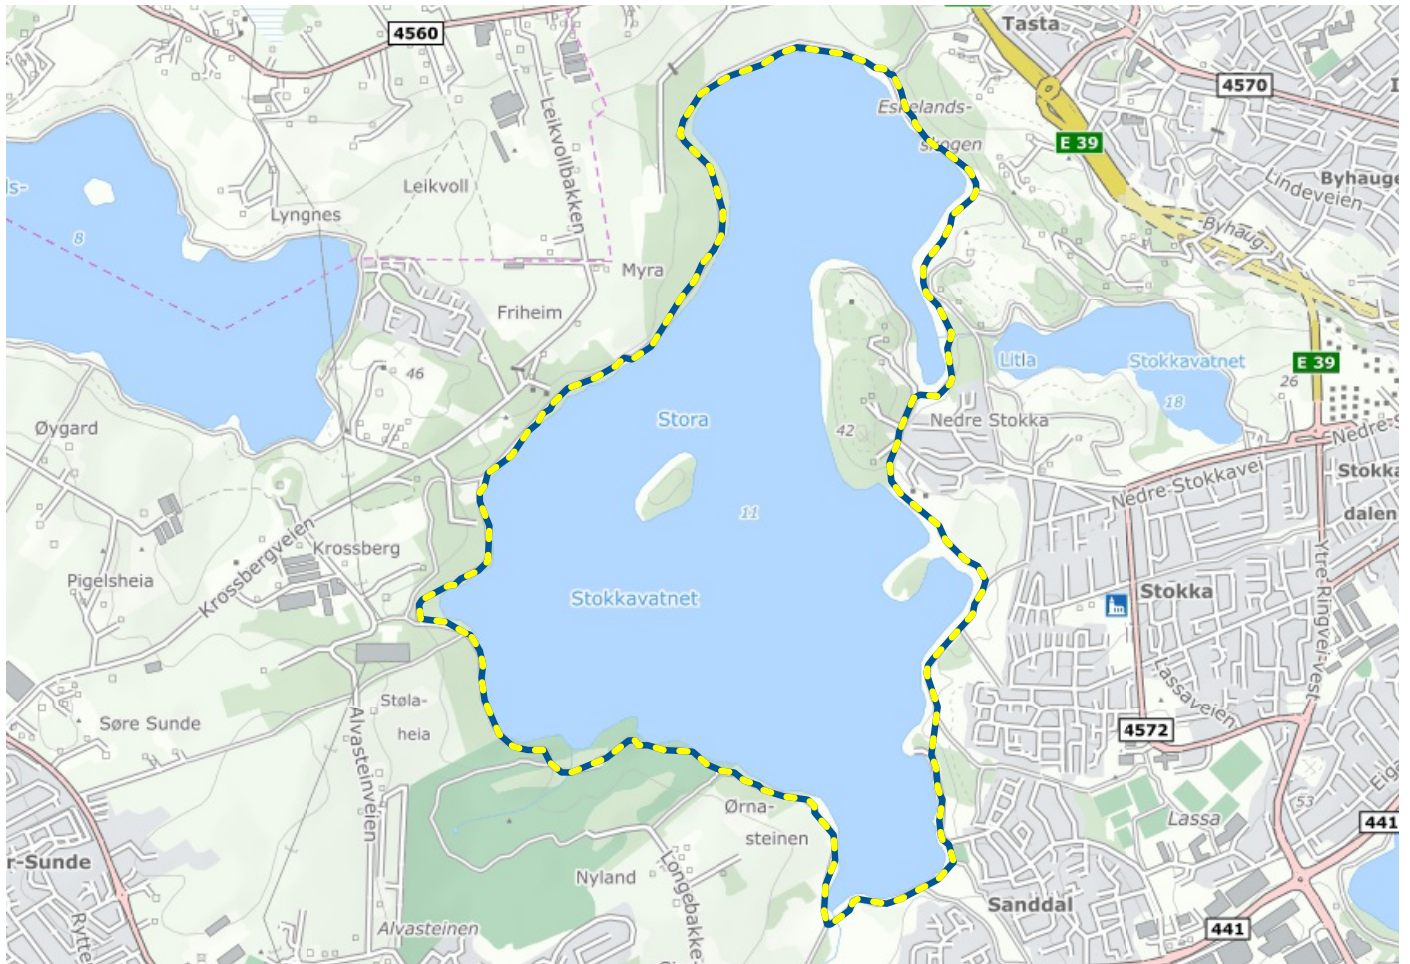 Tasta
4560
4570
Leikvollbakken
Eskelands-
skogen
E 39
Lindeveien
Byhauge
Leikvoll
ls-
Lyngnes
8
Byhaug-
Myra
Friheim
Litla
Stokkavatnet
E 39
46
26
18
Øygard
Stora
42
Nedre Stokka
Nedre-S
Stokka
dalen
Nedre-Stokkavei
11
Krossbergveien
Krossberg
Pigelsheia
Ytre-Ringvei-Vest
Stokkavatnet
Stokka
Lassaveien
Støla-
heia
Søre Sunde
Alvasteinveien
4572
Eiga
53
Ørna-
steinen
Lassa
441
r-Sunde
Nyland
Longebakke-
Sanddal
Rytte
Alvasteinen
441